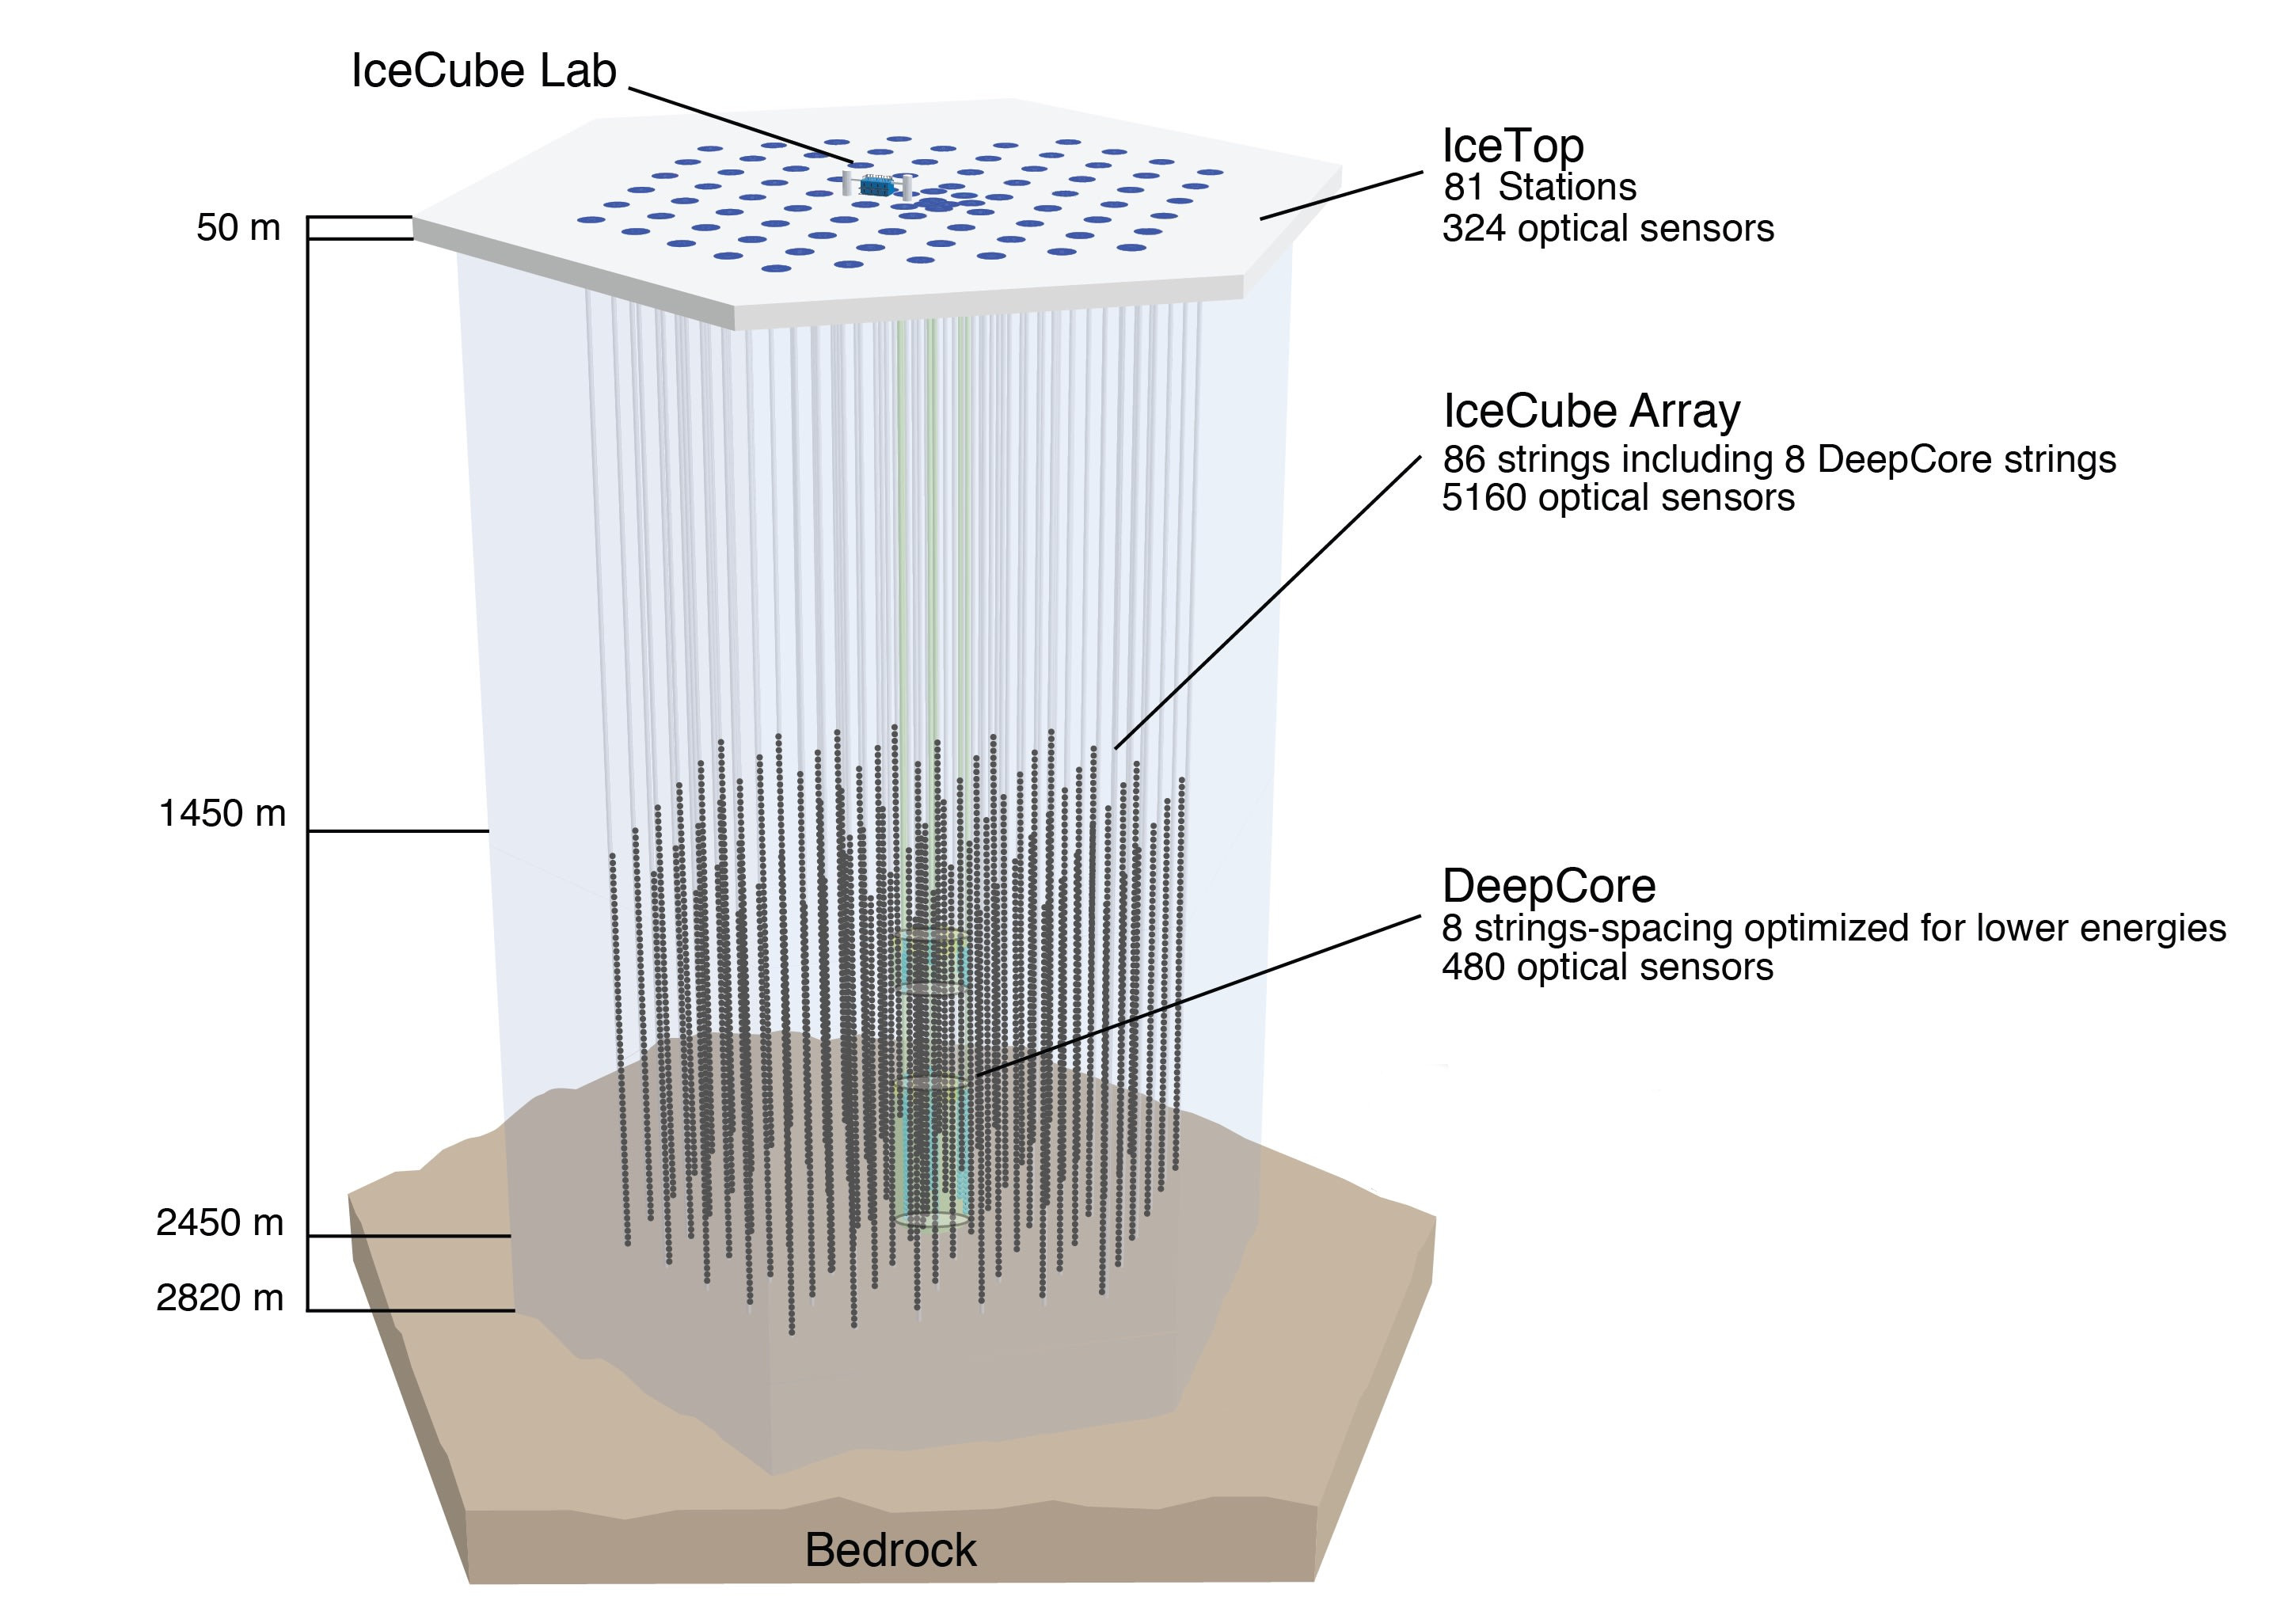 IceCube Lab
IceTop
81 Stations
324 optical sensors
50 m
IceCube Array
86 strings including 8 DeepCore strings
5160 optical sensors
1450 m
DeepCore
8 strings-spacing optimized for lower energies
480 optical sensors
2450 m
2820 m
Bedrock